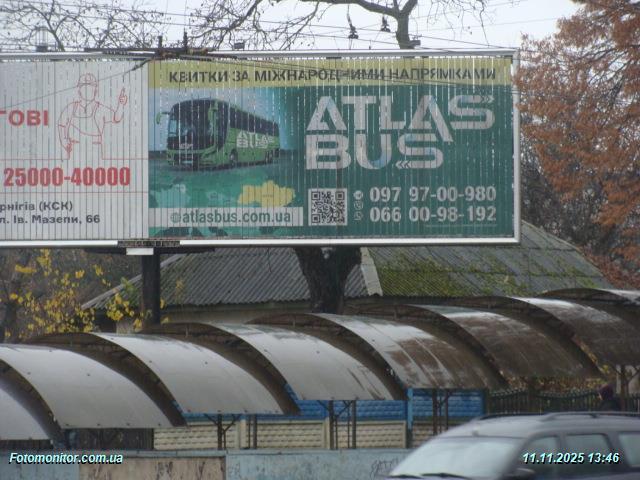 КВИТКИ ЗА МІЖНАРОДНИМИ НАПРЯМКАМИ
ATLAS
BUS
097 97-00-980
066 00-98-192
@atlasbus.com.ua
25000-40000
(КСК)
Ів. Мазепи, 66
Fotomonitor.com.ua
11.11.2025 13:46